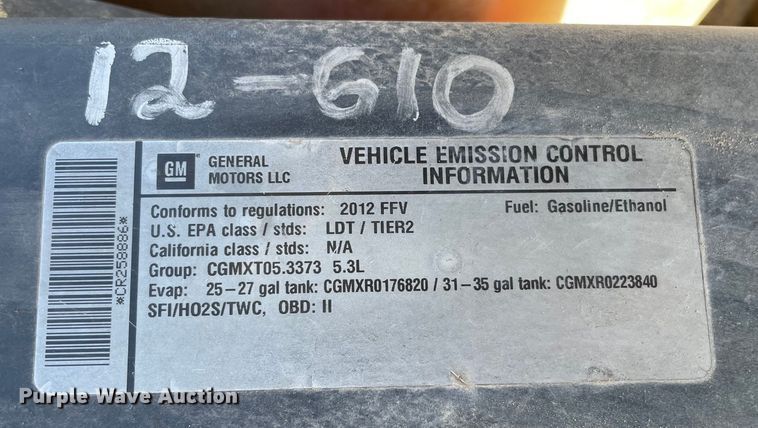 12-610
GM GENERAL MOTORS LLC
VEHICLE EMISSION CONTROL
INFORMATION
Conforms to regulations: 2012 FFV Fuel: Gasoline/Ethanol
U.S. EPA class / stds: LDT / TIER2
California class / stds: N/A
Group: CGMXT05.3373 5.3L
Evap: 25-27 gal tank: CGMXR0176820 / 31-35 gal tank: CGMXR0223840
SFI/HO2S/TWC, OBD: II
*CR258886*
Purple Wave Auction